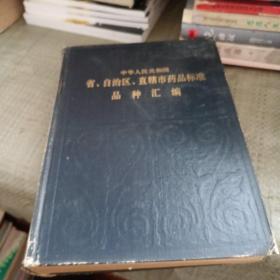 中华人民共和国
省、自治区、直辖市药品标准
品种汇编